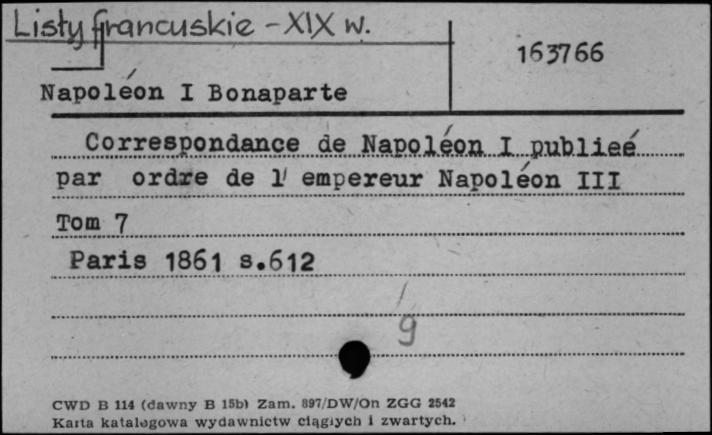 Listy francuskie - XIX w.
163766
Napoléon I Bonaparte
Correspondance de Napoléon I publieé
par ordre de l' empereur Napoléon III
Tom 7
Paris 1861 s.612
9
CWD B 114 (dawny B 15b) Zam. 897/DW/On ZGG 2542
Karta katalogowa wydawnictw ciągłych i zwartych.